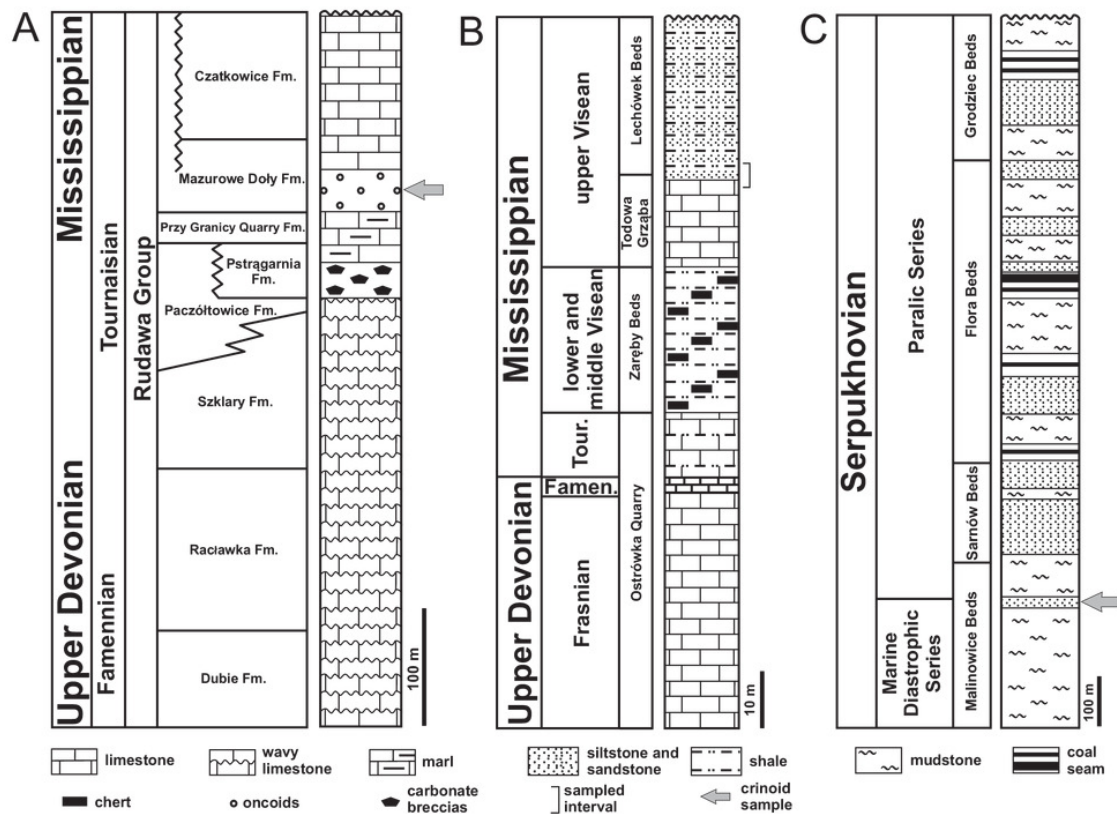 A
Mississippian
Upper Devonian
Tournaisian
Famennian
Rudawa Group
Czatkowice Fm.
Mazurowe Doły Fm.
Przy Granicy Quarry Fm.
Pstrągarnia
Fm.
Paczółtowice Fm.
Szklary Fm.
Racławka Fm.
Dubie Fm.
100 m
B
Mississippian
Upper Devonian
upper Visean
lower and
middle Visean
Tour.
Famen.
Frasnian
Lechówek Beds
Todowa
Grząba
Zaręby Beds
Ostrówka Quarry
10 m
C
Serpukhovian
Paralic Series
Marine
Diastrophic
Series
Grodziec Beds
Flora Beds
Sarnów Beds
Malinowice Beds
100 m
limestone
wavy
limestone
marl
siltstone and
sandstone
shale
mudstone
coal
seam
chert
oncoids
carbonate
breccias
sampled
interval
crinoid
sample